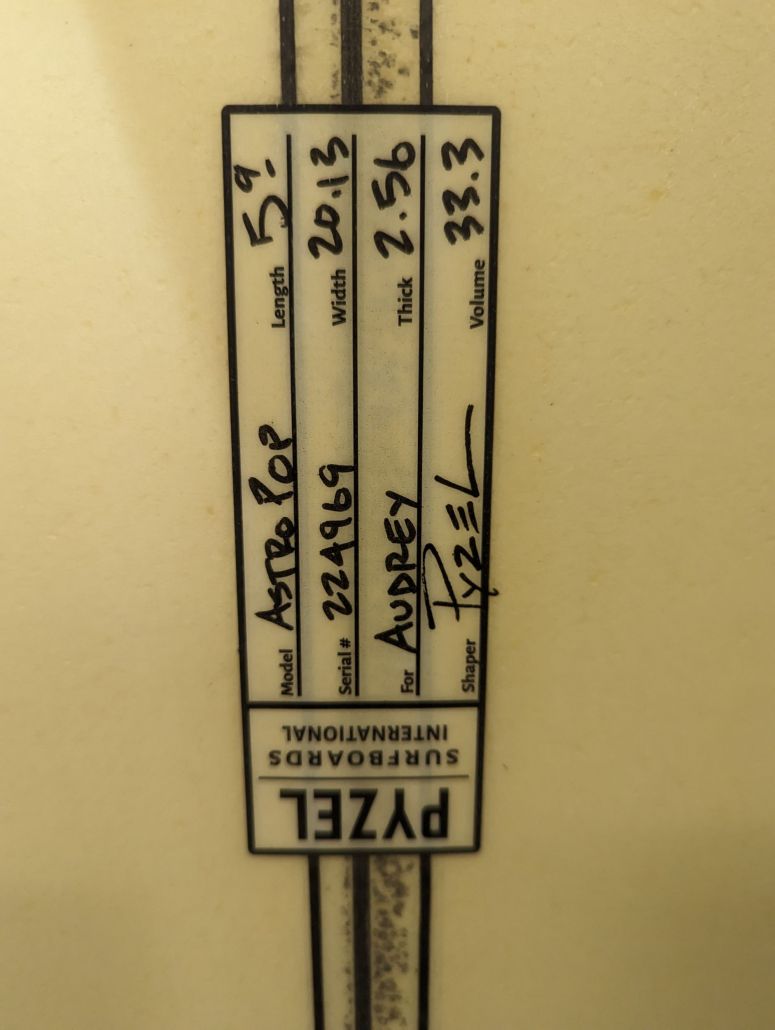 PYZEL
SURFBOARDS
INTERNATIONAL
Model ASTRO POP Length 5'9"
Serial # 224969 Width 20.13
For AUDREY Thick 2.56
Shaper PYZEL Volume 33.3